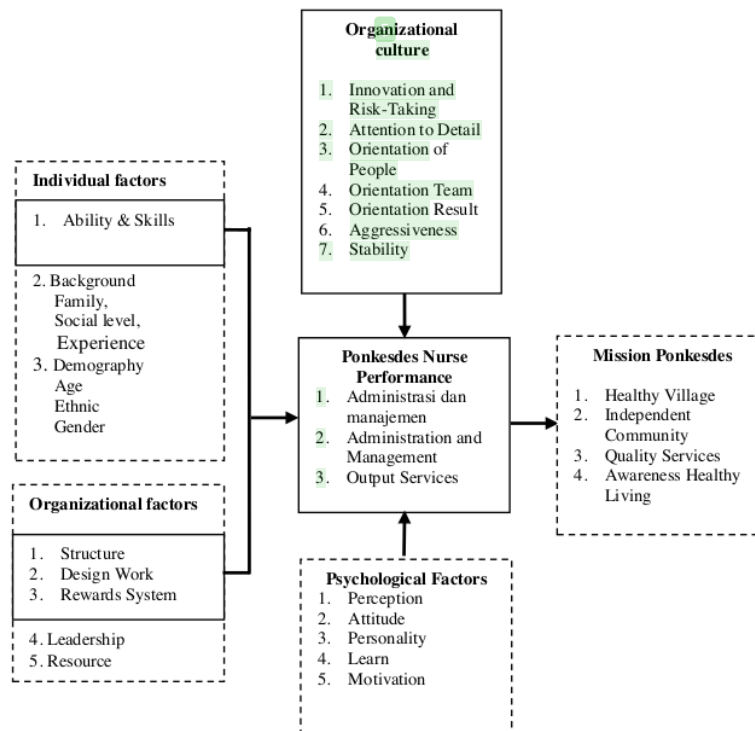 Organizational
culture
1. Innovation and
Risk-Taking
2. Attention to Detail
3. Orientation of
People
4. Orientation Team
5. Orientation Result
6. Aggressiveness
7. Stability
Individual factors
1. Ability & Skills
2. Background
Family,
Social level,
Experience
3. Demography
Age
Ethnic
Gender
Organizational factors
1. Structure
2. Design Work
3. Rewards System
4. Leadership
5. Resource
Ponkesdes Nurse
Performance
1. Administrasi dan
manajemen
2. Administration and
Management
3. Output Services
Psychological Factors
1. Perception
2. Attitude
3. Personality
4. Learn
5. Motivation
Mission Ponkesdes
1. Healthy Village
2. Independent
Community
3. Quality Services
4. Awareness Healthy
Living